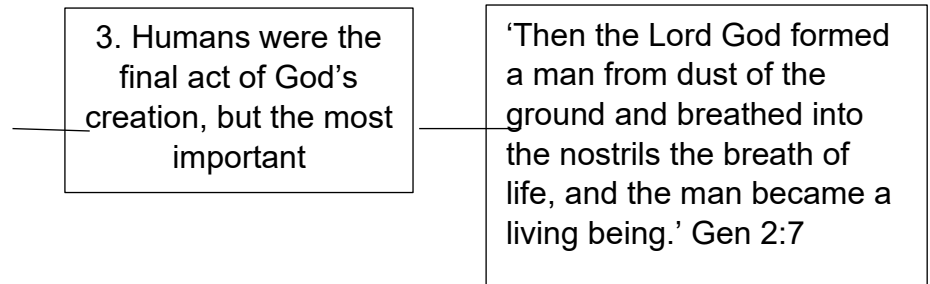 3. Humans were the
final act of God’s
creation, but the most
important
‘Then the Lord God formed
a man from dust of the
ground and breathed into
the nostrils the breath of
life, and the man became a
living being.’ Gen 2:7